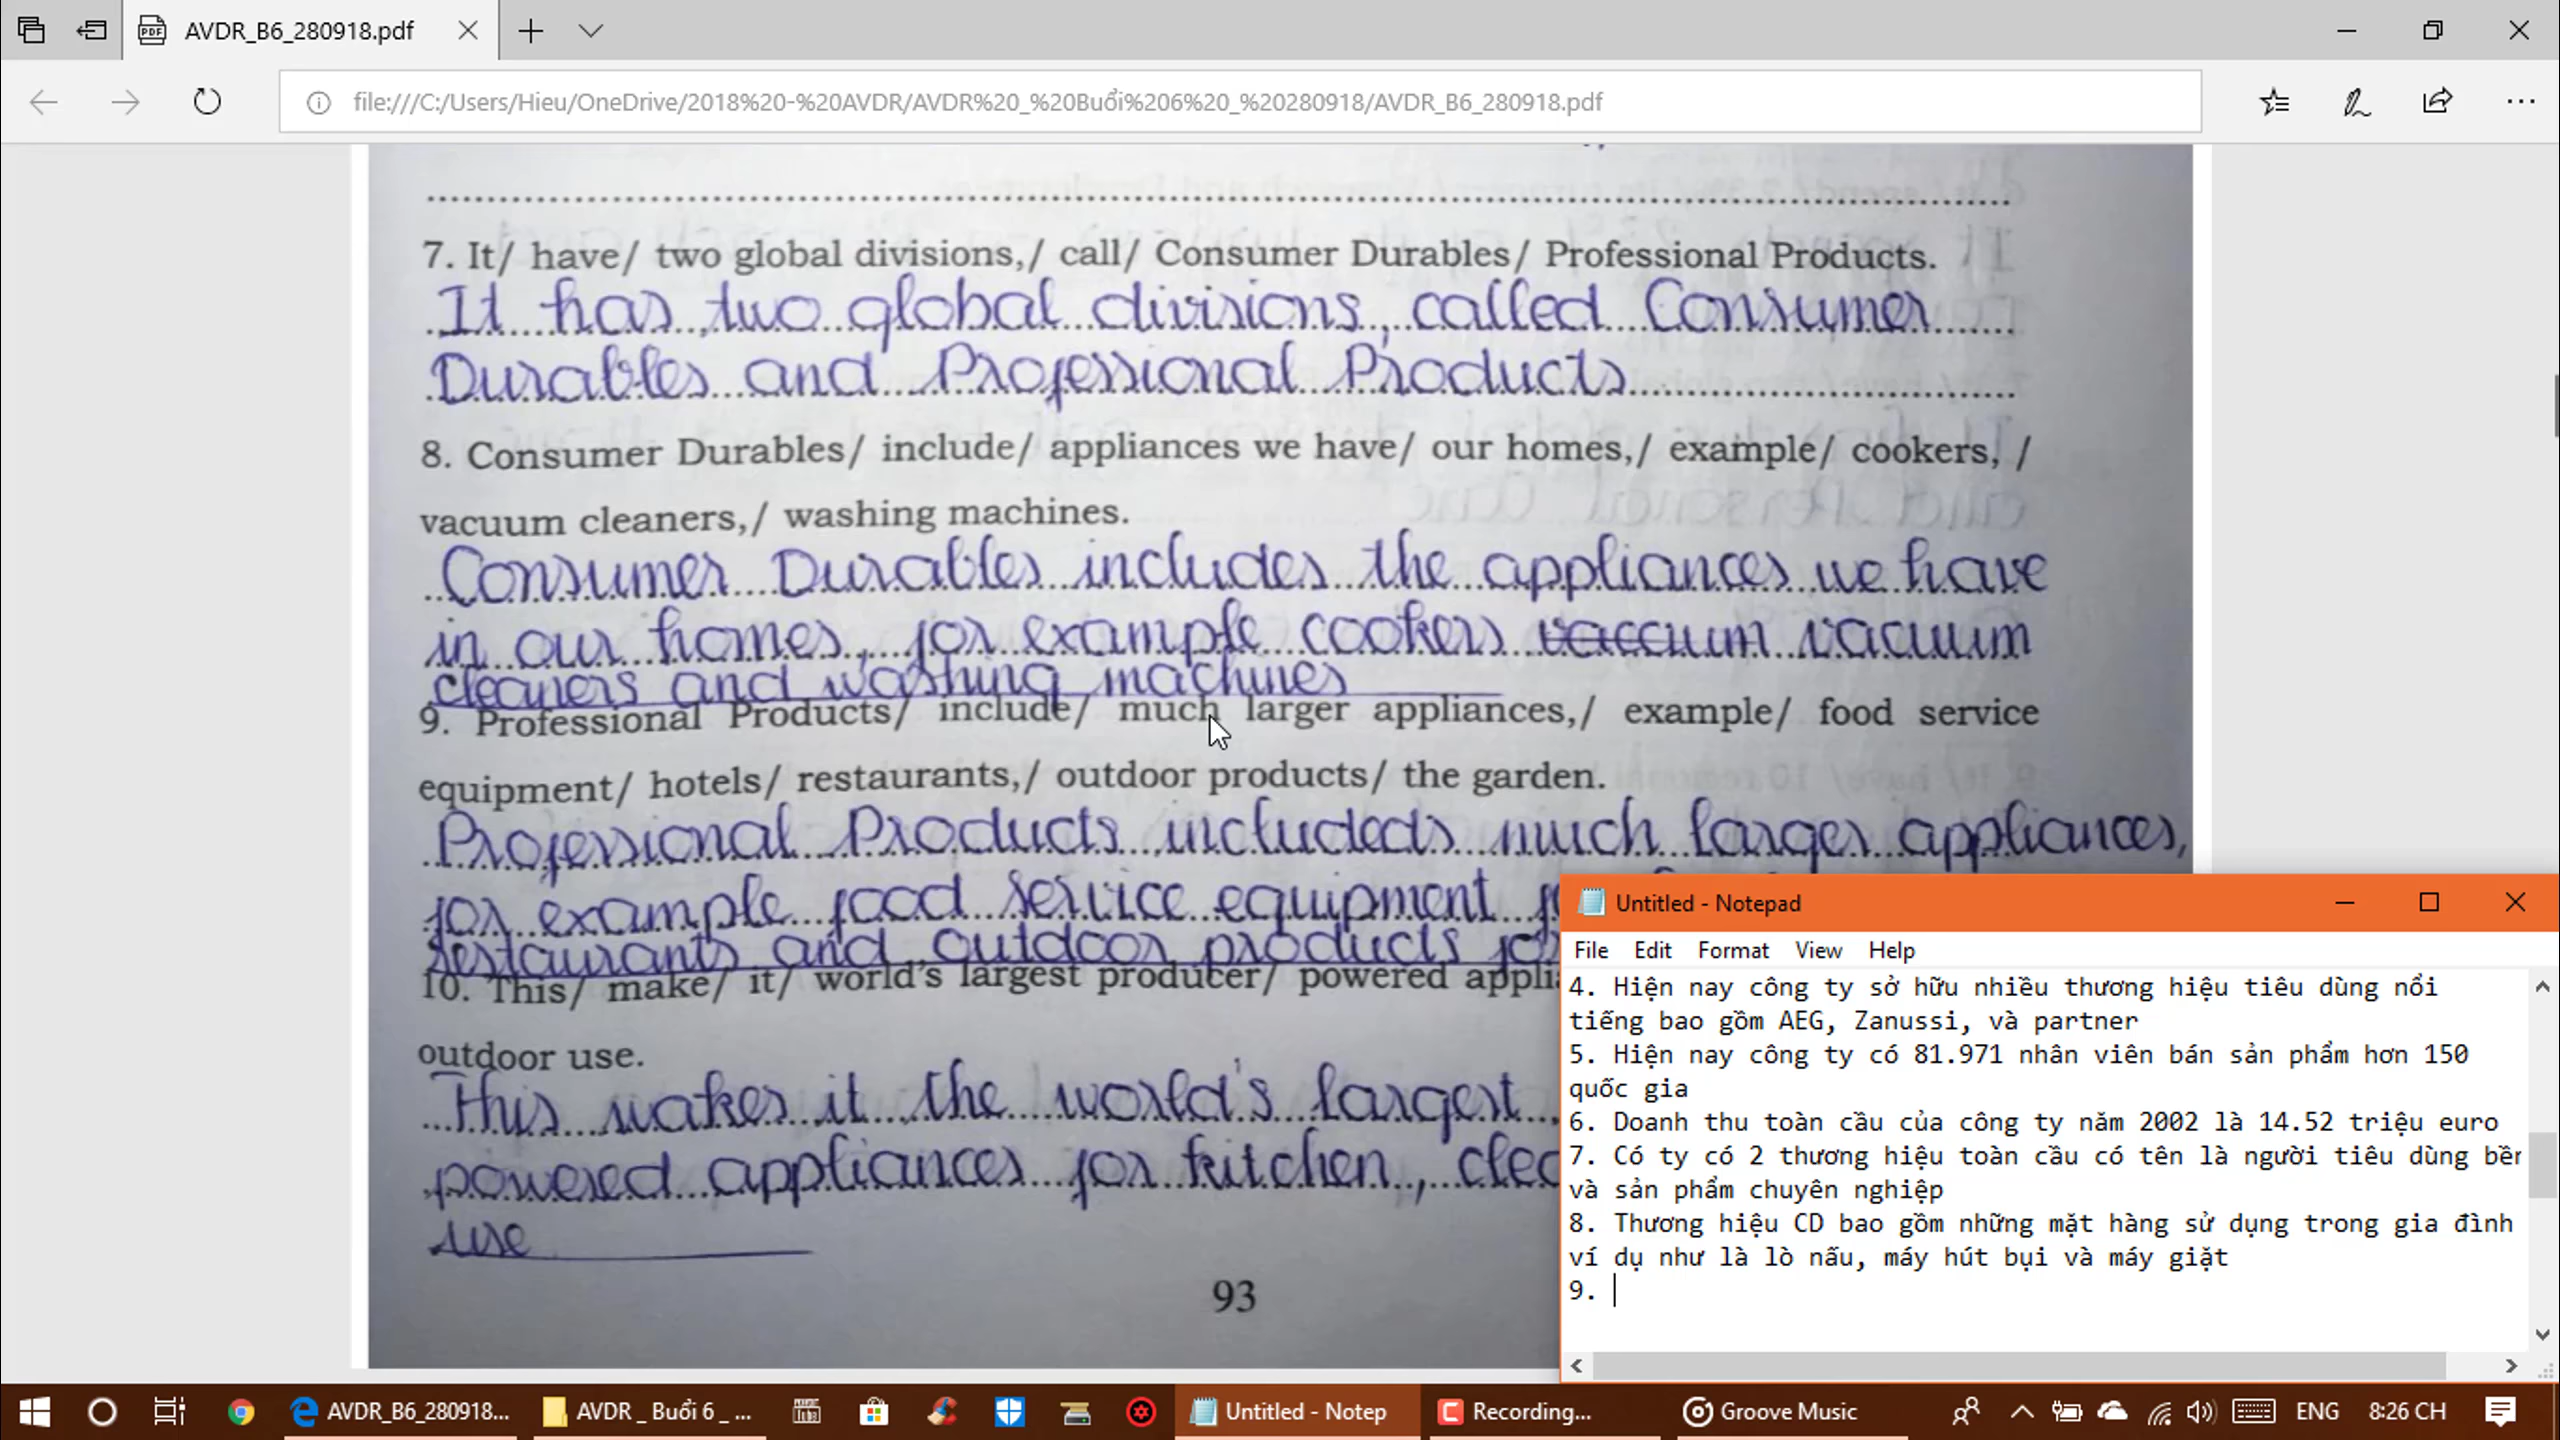 AVDR_B6_280918.pdf
file:///C:/Users/Hieu/OneDrive/2018%20-%20AVDR/AVDR%20_%20Buổi%206%20_%20280918/AVDR_B6_280918.pdf
7. It/ have/ two global divisions,/ call/ Consumer Durables/ Professional Products.
It has two global divisions, called Consumer
Durables and Professional Products
8. Consumer Durables/ include/ appliances we have/ our homes,/ example/ cookers, /
vacuum cleaners,/ washing machines.
Consumer Durables includes the appliances we have
in our homes, for example cookers vaccuum vacuum
cleaners and washing machines
9. Professional Products/ include/ much larger appliances,/ example/ food service
equipment/ hotels/ restaurants,/ outdoor products/ the garden.
Professional Products includeds much larger appliances,
for example food service equipment
restaurants and outdoor products for
10. This/ make/ it/ world's largest producer/ powered appli
outdoor use.
This makes it the world's largest
powered appliances for kitchen, clea
use
93
Untitled - Notepad
File Edit Format View Help
4. Hiện nay công ty sở hữu nhiều thương hiệu tiêu dùng nổi
tiếng bao gồm AEG, Zanussi, và partner
5. Hiện nay công ty có 81.971 nhân viên bán sản phẩm hơn 150
quốc gia
6. Doanh thu toàn cầu của công ty năm 2002 là 14.52 triệu euro
7. Có ty có 2 thương hiệu toàn cầu có tên là người tiêu dùng bền
và sản phẩm chuyên nghiệp
8. Thương hiệu CD bao gồm những mặt hàng sử dụng trong gia đình
ví dụ như là lò nấu, máy hút bụi và máy giặt
9.
AVDR_B6_280918... AVDR _ Buổi 6 _ ... Untitled - Notep Recording... Groove Music ENG 8:26 CH